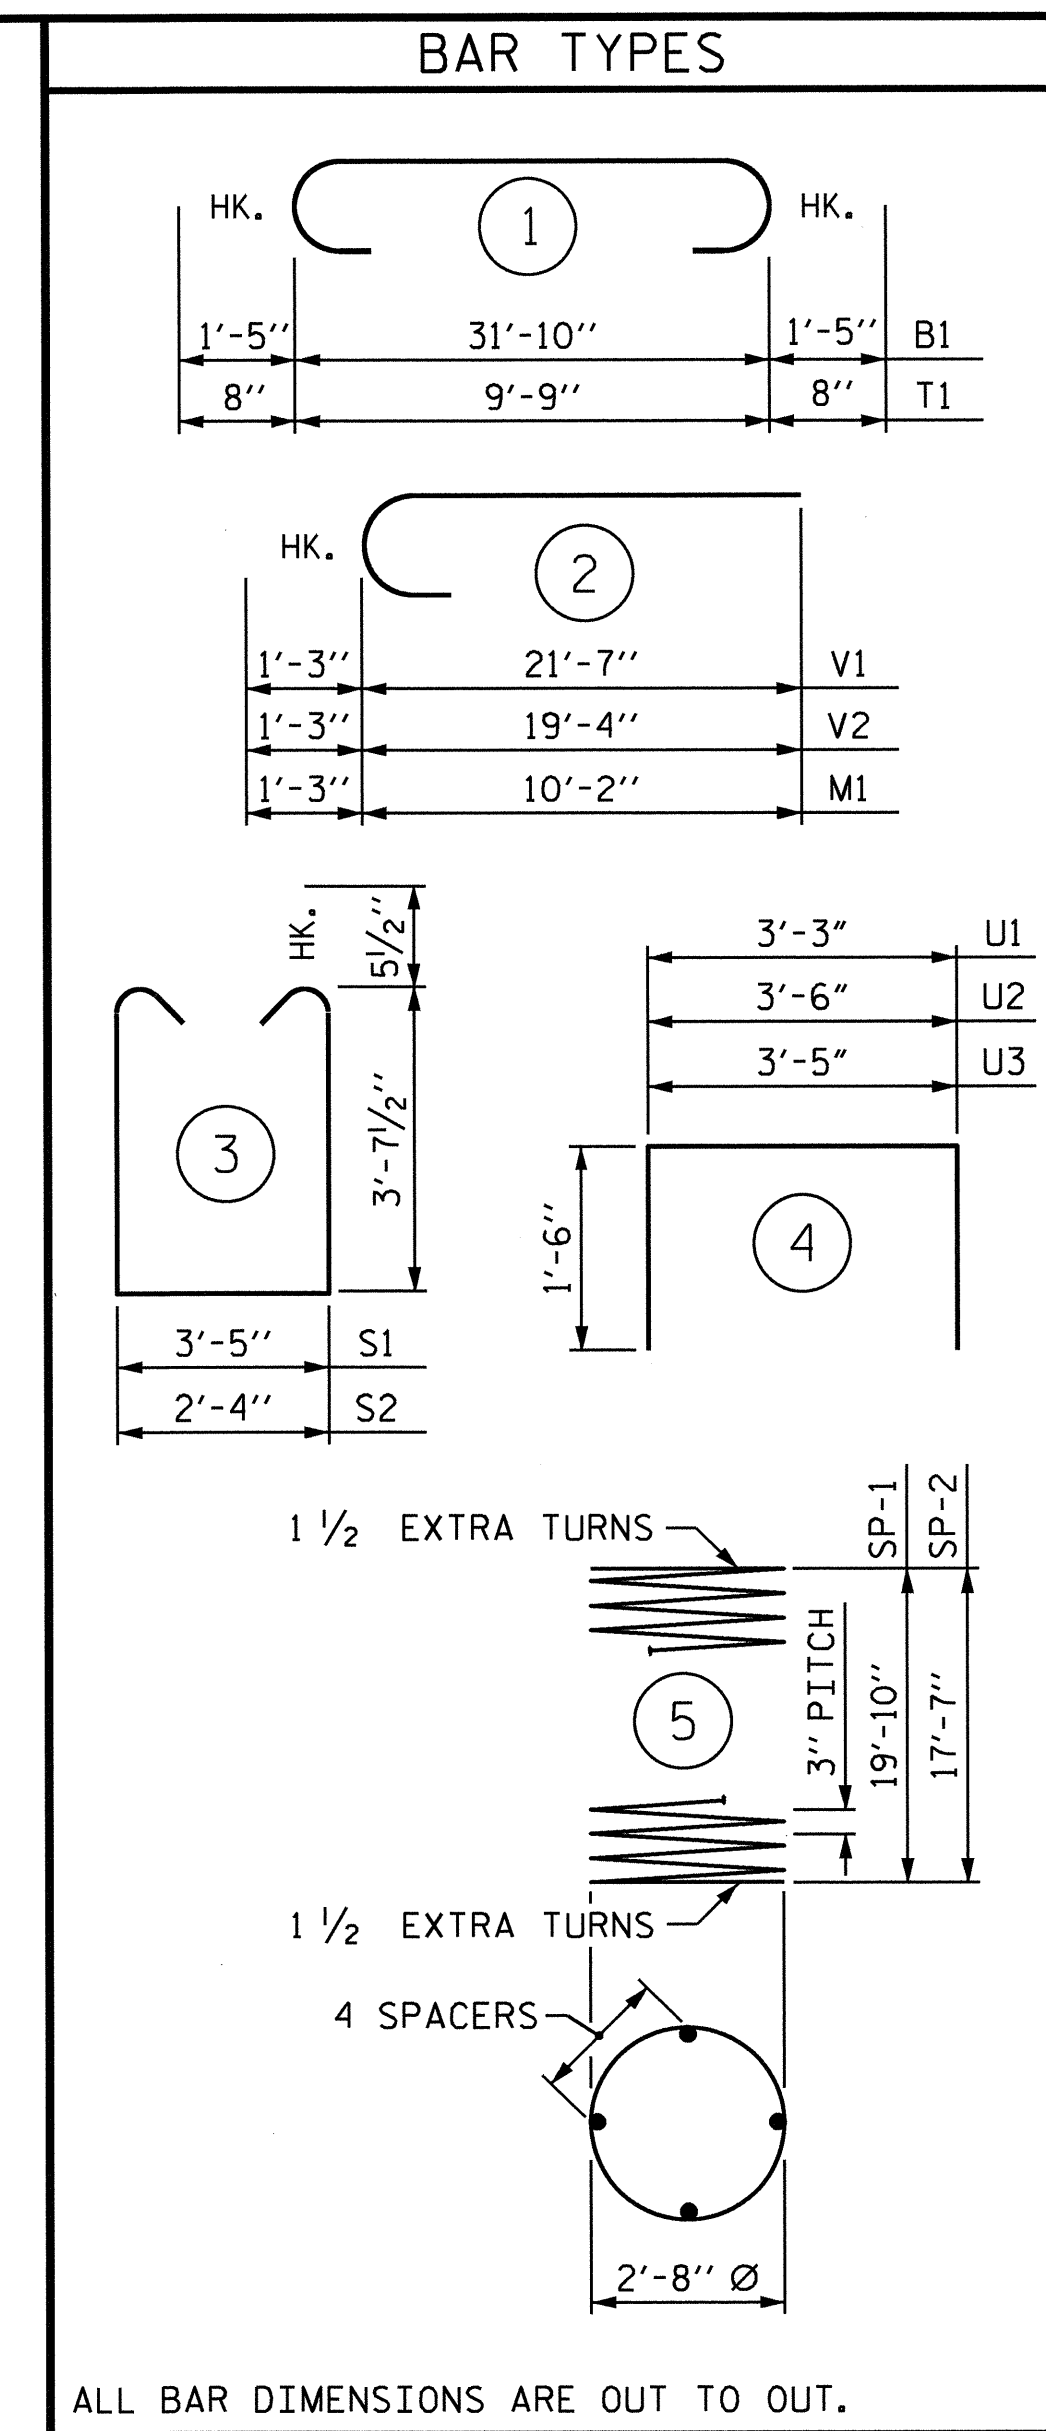 BAR TYPES
HK. 1 HK.
1'-5'' 31'-10'' 1'-5'' B1
8'' 9'-9'' 8'' T1
HK. 2
1'-3'' 21'-7'' V1
1'-3'' 19'-4'' V2
1'-3'' 10'-2'' M1
HK. 5 1/2''
3'-7 1/2''
3
3'-5'' S1
2'-4'' S2
3'-3" U1
3'-6" U2
3'-5" U3
1'-6''
4
1 1/2 EXTRA TURNS
SP-1
SP-2
5
3'' PITCH
19'-10''
17'-7''
1 1/2 EXTRA TURNS
4 SPACERS
2'-8'' Ø
ALL BAR DIMENSIONS ARE OUT TO OUT.